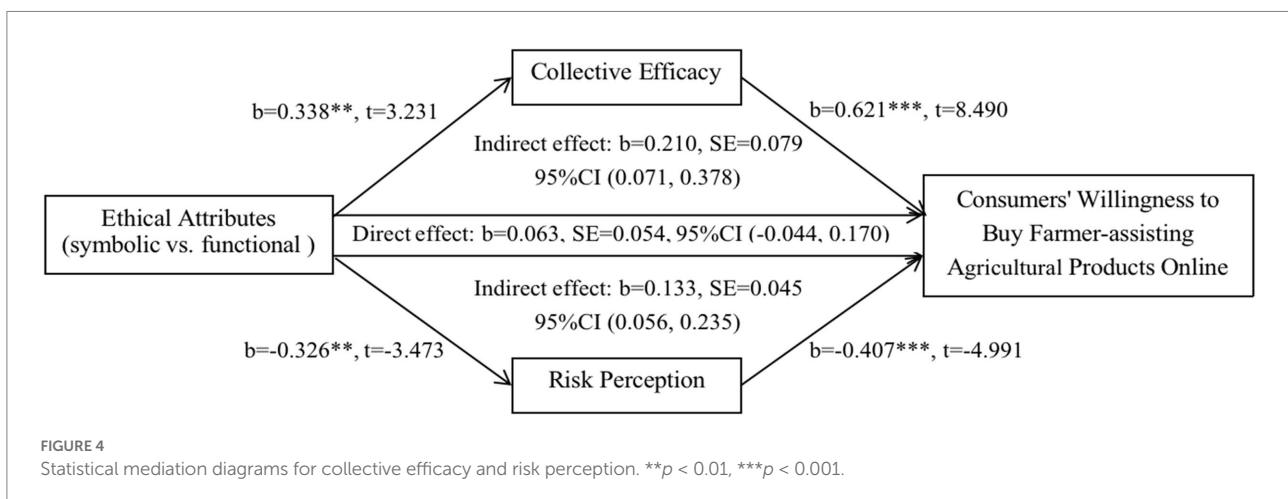 Collective Efficacy
b=0.338**, t=3.231
b=0.621***, t=8.490
Indirect effect: b=0.210, SE=0.079
95%CI (0.071, 0.378)
Ethical Attributes
(symbolic vs. functional )
Direct effect: b=0.063, SE=0.054, 95%CI (-0.044, 0.170)
Consumers' Willingness to
Buy Farmer-assisting
Agricultural Products Online
Indirect effect: b=0.133, SE=0.045
95%CI (0.056, 0.235)
b=-0.326**, t=-3.473
b=-0.407***, t=-4.991
Risk Perception
FIGURE 4
Statistical mediation diagrams for collective efficacy and risk perception. **p < 0.01, ***p < 0.001.